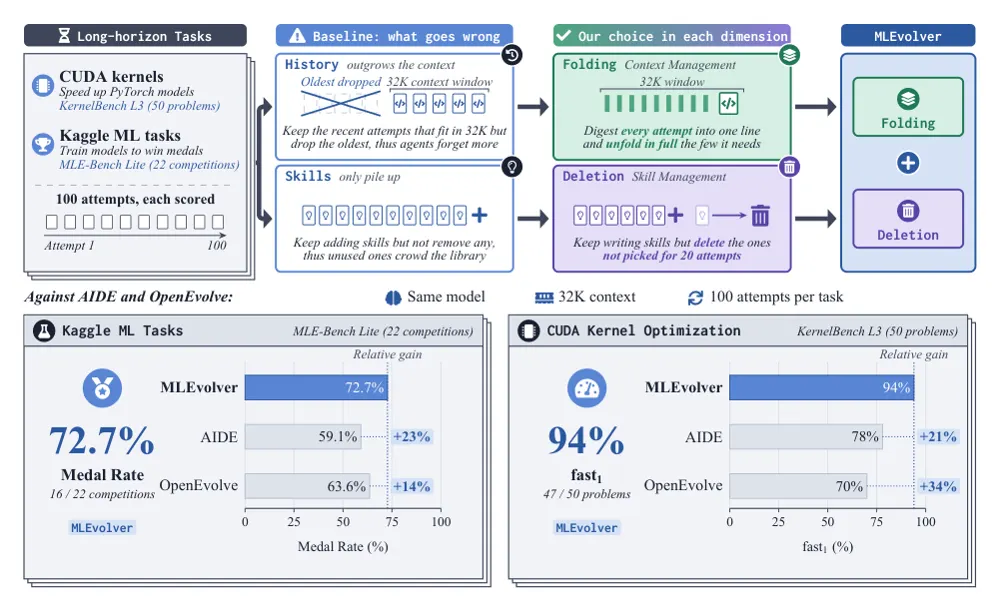 Long-horizon Tasks
CUDA kernels
Speed up PyTorch models
KernelBench L3 (50 problems)
Kaggle ML tasks
Train models to win medals
MLE-Bench Lite (22 competitions)
100 attempts, each scored
Attempt 1 100
Baseline: what goes wrong
History outgrows the context
Oldest dropped 32K context window
Keep the recent attempts that fit in 32K but
drop the oldest, thus agents forget more
Skills only pile up
Keep adding skills but not remove any,
thus unused ones crowd the library
Our choice in each dimension
Folding Context Management
32K window
Digest every attempt into one line
and unfold in full the few it needs
Deletion Skill Management
Keep writing skills but delete the ones
not picked for 20 attempts
MLEvolver
Folding
Deletion
Against AIDE and OpenEvolve:
Same model
32K context
100 attempts per task
Kaggle ML Tasks MLE-Bench Lite (22 competitions)
Relative gain
72.7%
Medal Rate
16 / 22 competitions
MLEvolver
MLEvolver 72.7%
AIDE 59.1% +23%
OpenEvolve 63.6% +14%
0 25 50 75 100
Medal Rate (%)
CUDA Kernel Optimization KernelBench L3 (50 problems)
Relative gain
94%
fast₁
47 / 50 problems
MLEvolver
MLEvolver 94%
AIDE 78% +21%
OpenEvolve 70% +34%
0 25 50 75 100
fast₁ (%)